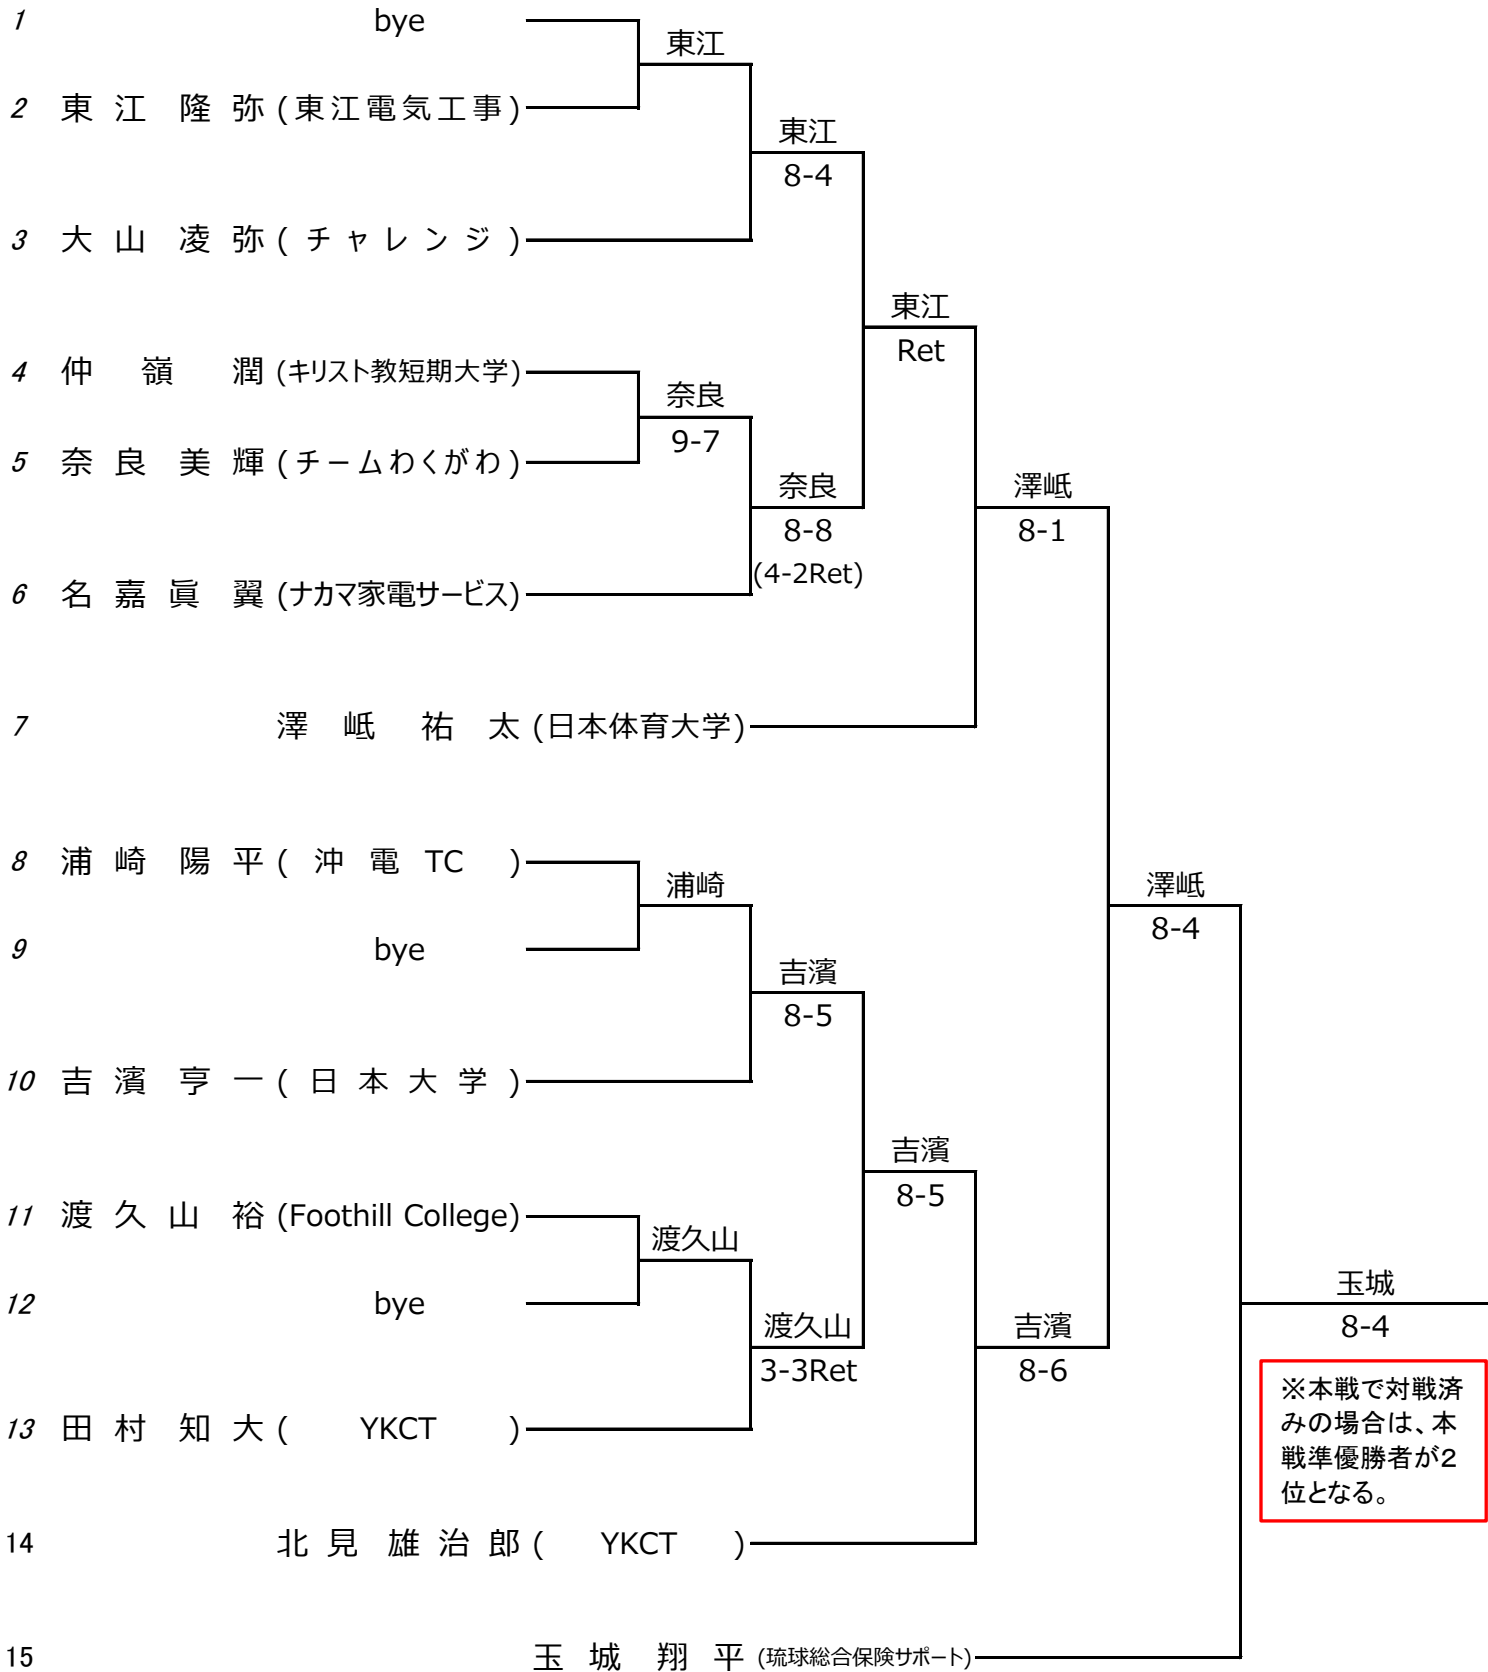 1 bye
東江
2 東江 隆弥 (東江電気工事)
東江
8-4
3 大山 凌弥 (チャレンジ)
東江
Ret
4 仲嶺 潤 (キリスト教短期大学)
奈良
9-7
5 奈良 美輝 (チームわくがわ)
奈良
8-8
(4-2Ret)
澤岻
8-1
6 名嘉眞 翼 (ナカマ家電サービス)
7 澤岻 祐太 (日本体育大学)
8 浦崎 陽平 (沖電 TC)
浦崎
澤岻
8-4
9 bye
吉濱
8-5
10 吉濱 亨一 (日本大学)
吉濱
8-5
11 渡久山 裕 (Foothill College)
渡久山
12 bye
渡久山
3-3Ret
吉濱
8-6
玉城
8-4
※本戦で対戦済
みの場合は、本
戦準優勝者が2
位となる。
13 田村 知大 (YKCT)
14 北見 雄治郎 (YKCT)
15 玉城 翔平 (琉球総合保険サポート)